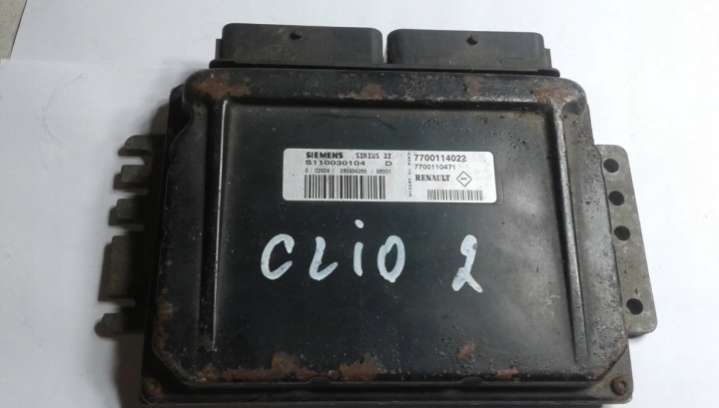 SIEMENS SIRIUS 32
S110030104 D
7700114022
7700110471
RENAULT
CLIO 2